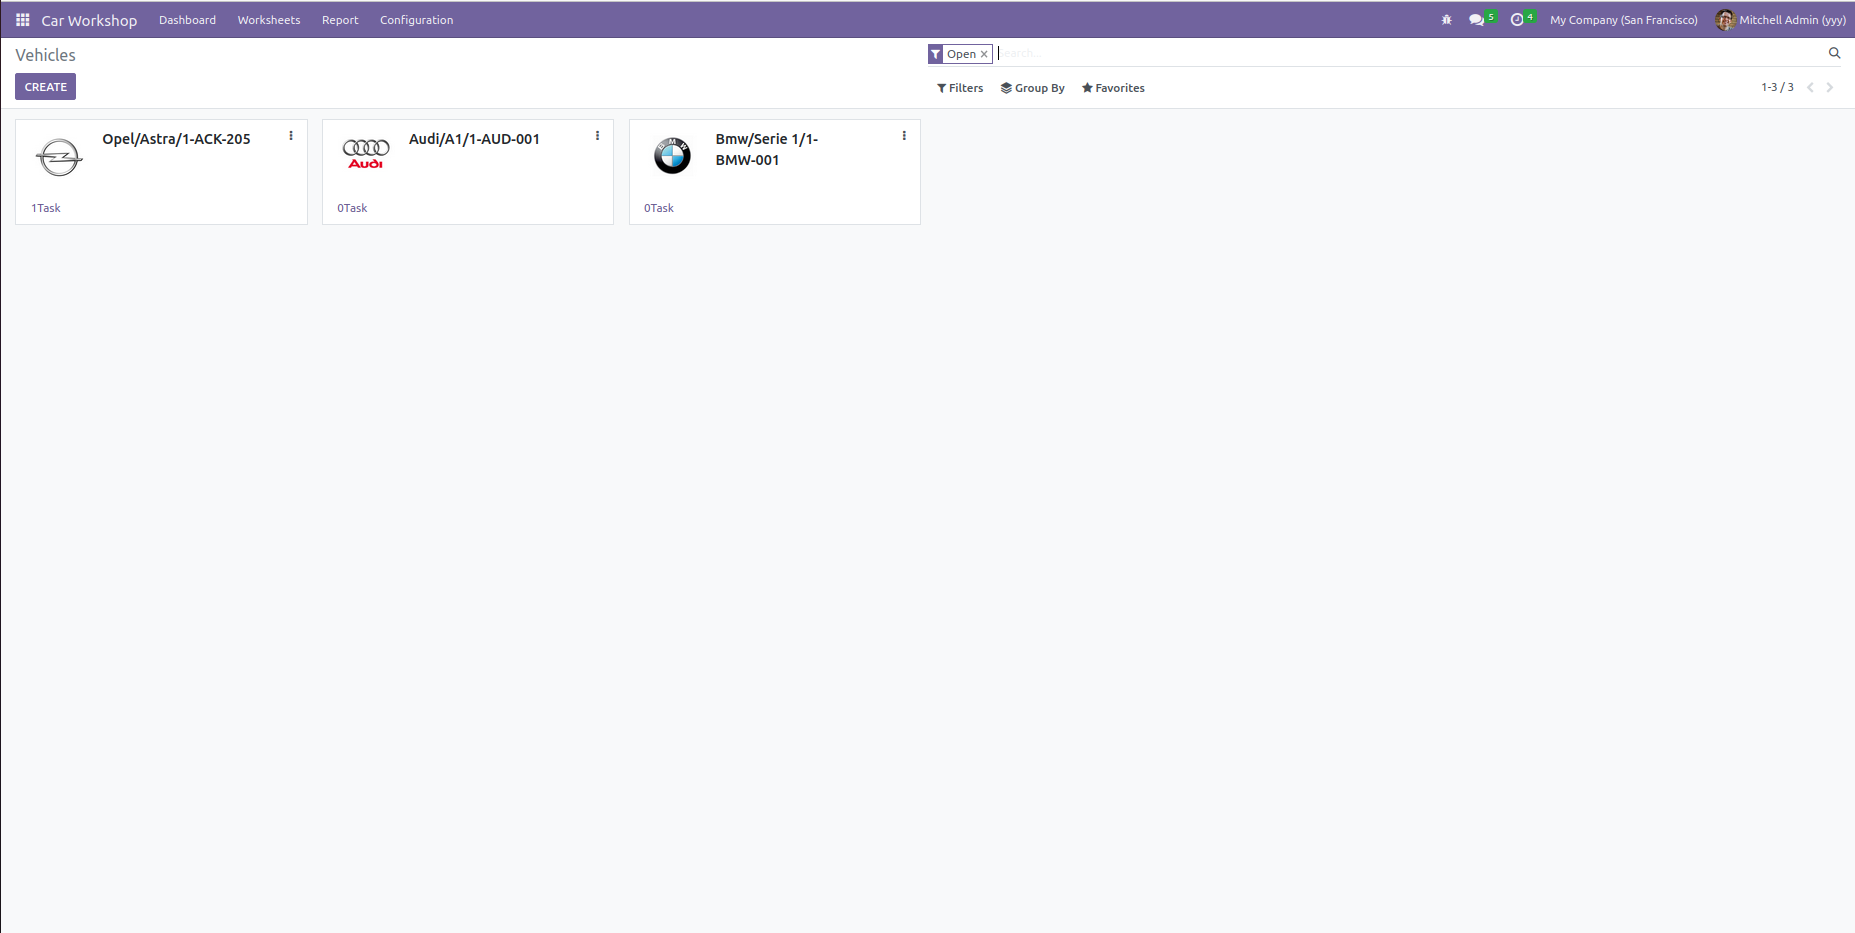 Car Workshop Dashboard Worksheets Report Configuration 5 4 My Company (San Francisco) Mitchell Admin (yyy)
Vehicles
Open × Search...
CREATE
Filters Group By Favorites 1-3 / 3
Opel/Astra/1-ACK-205
1Task
Audi
Audi/A1/1-AUD-001
0Task
BMW
Bmw/Serie 1/1-
BMW-001
0Task